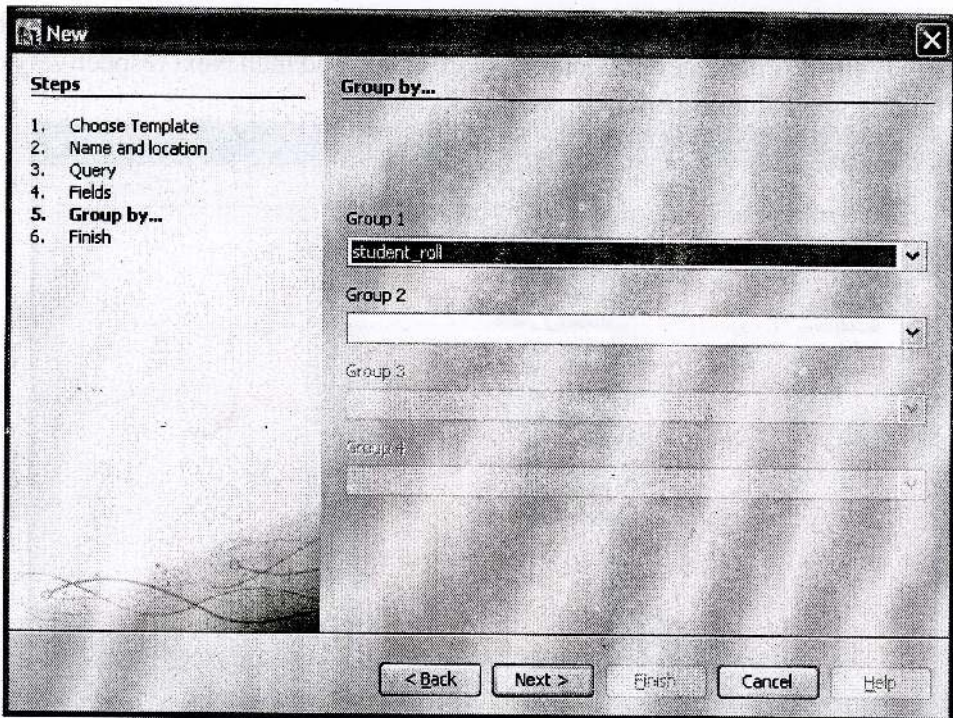 New
Steps
1. Choose Template
2. Name and location
3. Query
4. Fields
5. Group by...
6. Finish
Group by...
Group 1
student_roll
Group 2
Group 3
Group 4
< Back
Next >
Finish
Cancel
Help